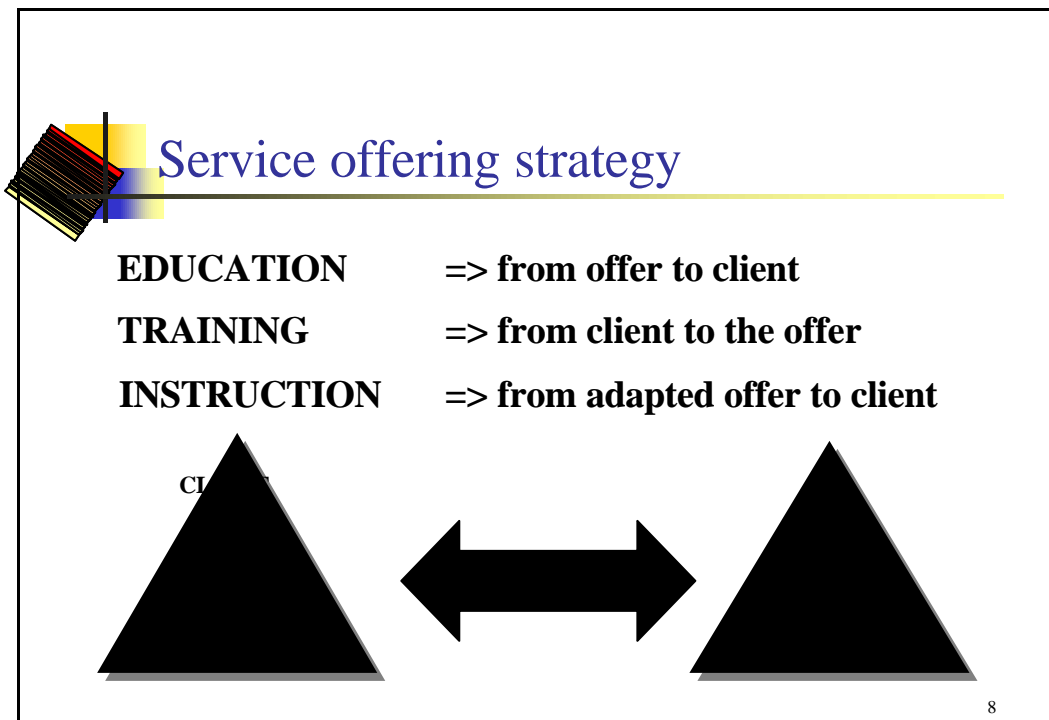 Service offering strategy
EDUCATION => from offer to client
TRAINING => from client to the offer
INSTRUCTION => from adapted offer to client
8